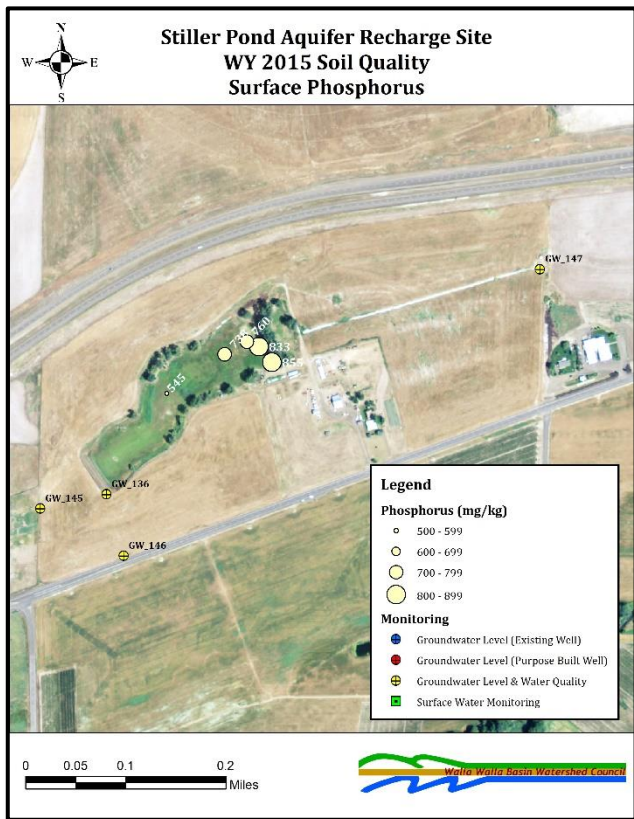 Stiller Pond Aquifer Recharge Site
WY 2015 Soil Quality
Surface Phosphorus
N
W
E
S
GW_147
760
833
545
GW_136
GW_145
GW_146
Legend
Phosphorus (mg/kg)
500 - 599
600 - 699
700 - 799
800 - 899
Monitoring
Groundwater Level (Existing Well)
Groundwater Level (Purpose Built Well)
Groundwater Level & Water Quality
Surface Water Monitoring
0 0.05 0.1 0.2
Miles
Walla Walla Basin Watershed Council